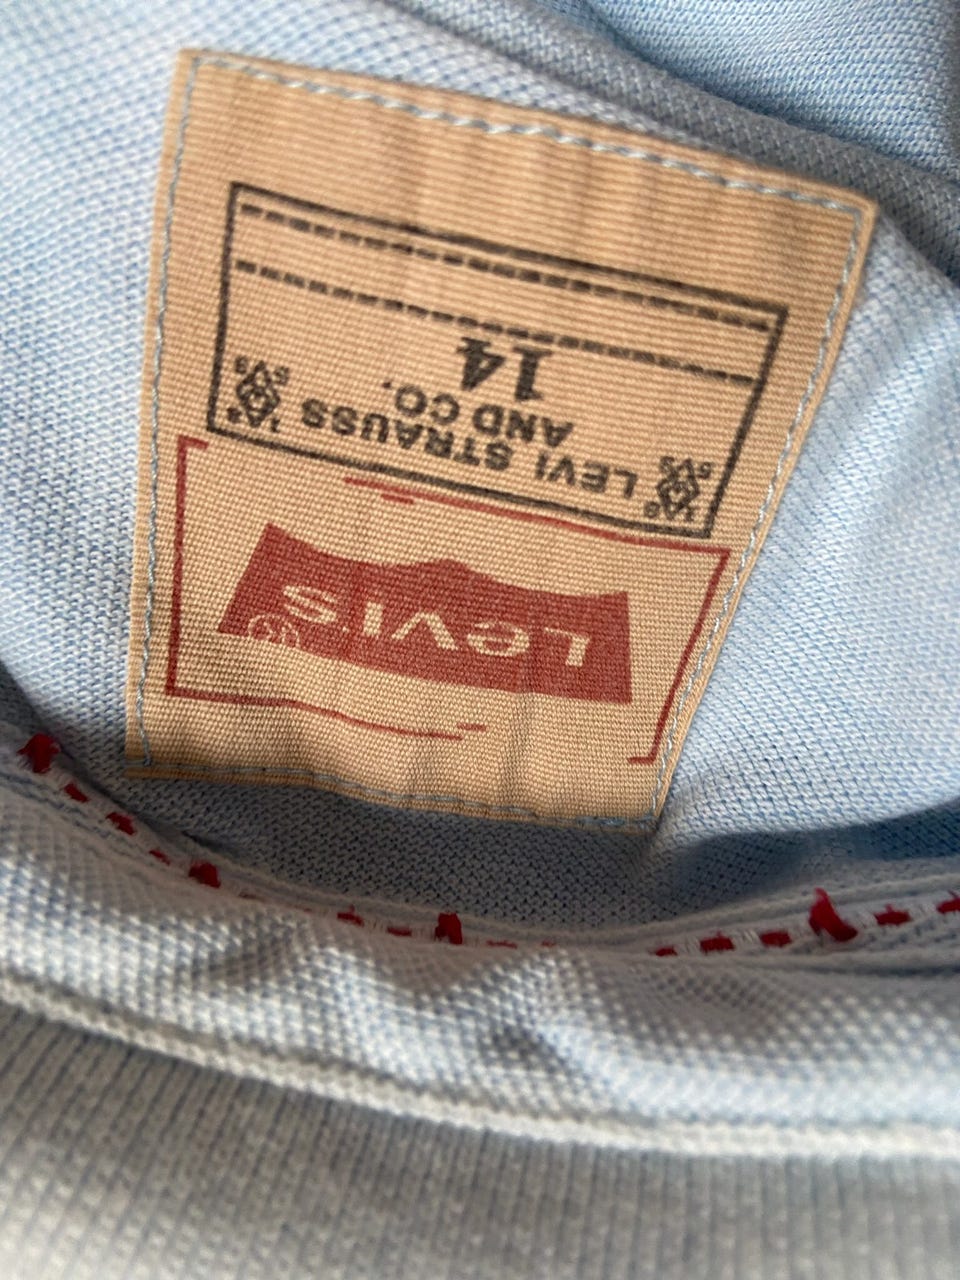 LeVI'S
LEVI STRAUSS
AND CO.
14